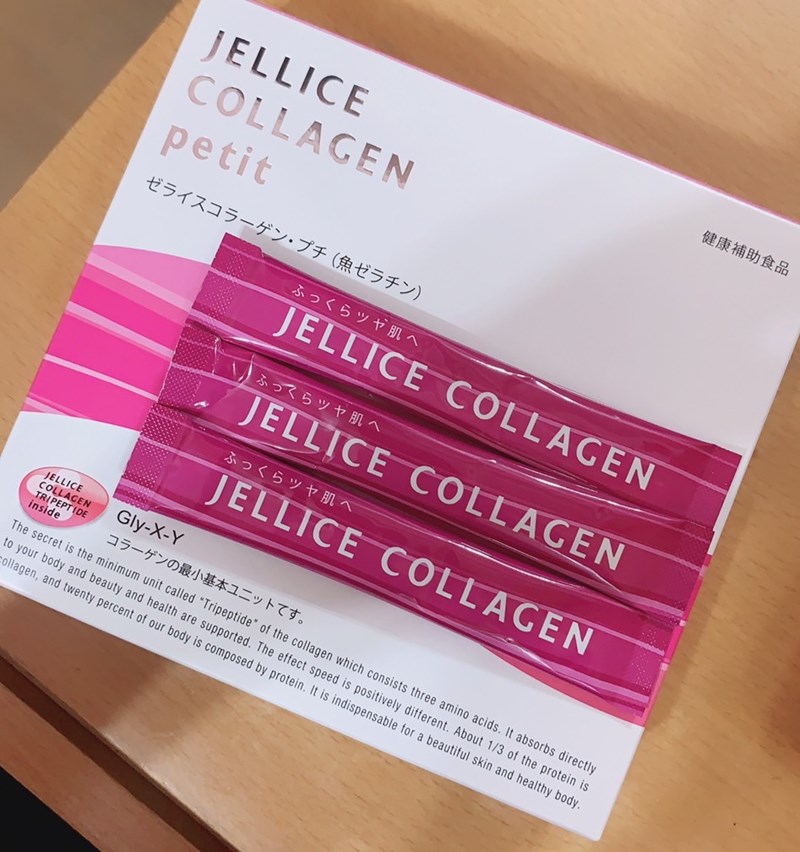 JELLICE
COLLAGEN
petit
ゼライスコラーゲン・プチ (魚ゼラチン)
健康補助食品
ふっくらツヤ肌へ
JELLICE COLLAGEN
ふっくらツヤ肌へ
JELLICE COLLAGEN
ふっくらツヤ肌へ
JELLICE COLLAGEN
JELLICE
COLLAGEN
TRIPEPTIDE
inside
Gly-X-Y
コラーゲンの最小基本ユニットです。
The secret is the minimum unit called "Tripeptide" of the collagen which consists three amino acids. It absorbs directly
to your body and beauty and health are supported. The effect speed is positively different. About 1/3 of the protein is
collagen, and twenty percent of our body is composed by protein. It is indispensable for a beautiful skin and healthy body.